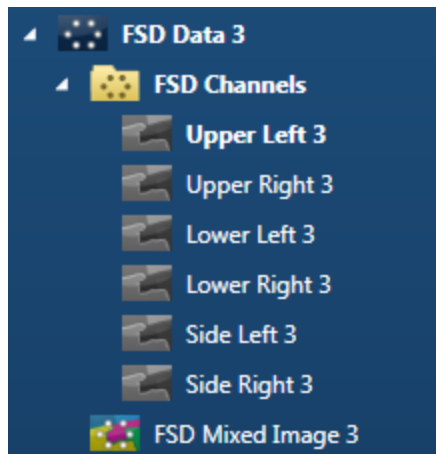 FSD Data 3
FSD Channels
Upper Left 3
Upper Right 3
Lower Left 3
Lower Right 3
Side Left 3
Side Right 3
FSD Mixed Image 3